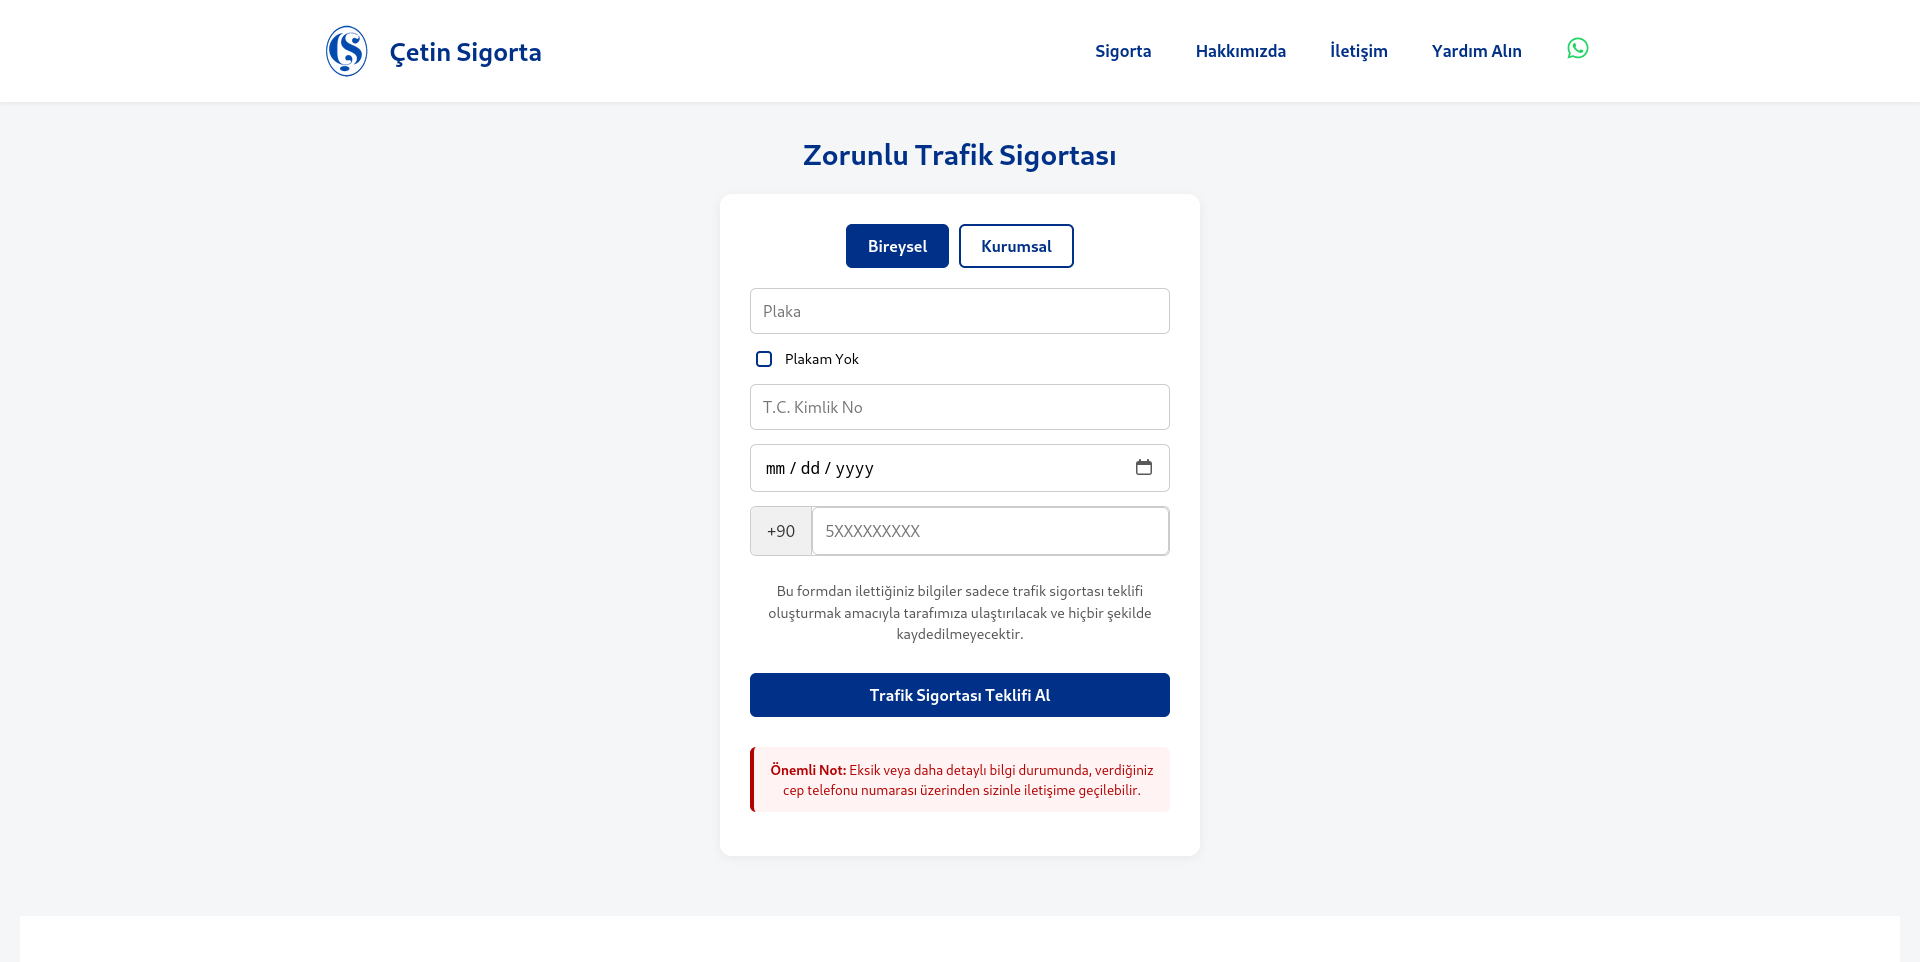 Çetin Sigorta
Sigorta
Hakkımızda
İletişim
Yardım Alın
Zorunlu Trafik Sigortası
Bireysel
Kurumsal
Plaka
Plakam Yok
T.C. Kimlik No
mm / dd / yyyy
+90
5XXXXXXXXX
Bu formdan ilettiğiniz bilgiler sadece trafik sigortası teklifi
oluşturmak amacıyla tarafımıza ulaştırılacak ve hiçbir şekilde
kaydedilmeyecektir.
Trafik Sigortası Teklifi Al
Önemli Not: Eksik veya daha detaylı bilgi durumunda, verdiğiniz
cep telefonu numarası üzerinden sizinle iletişime geçilebilir.